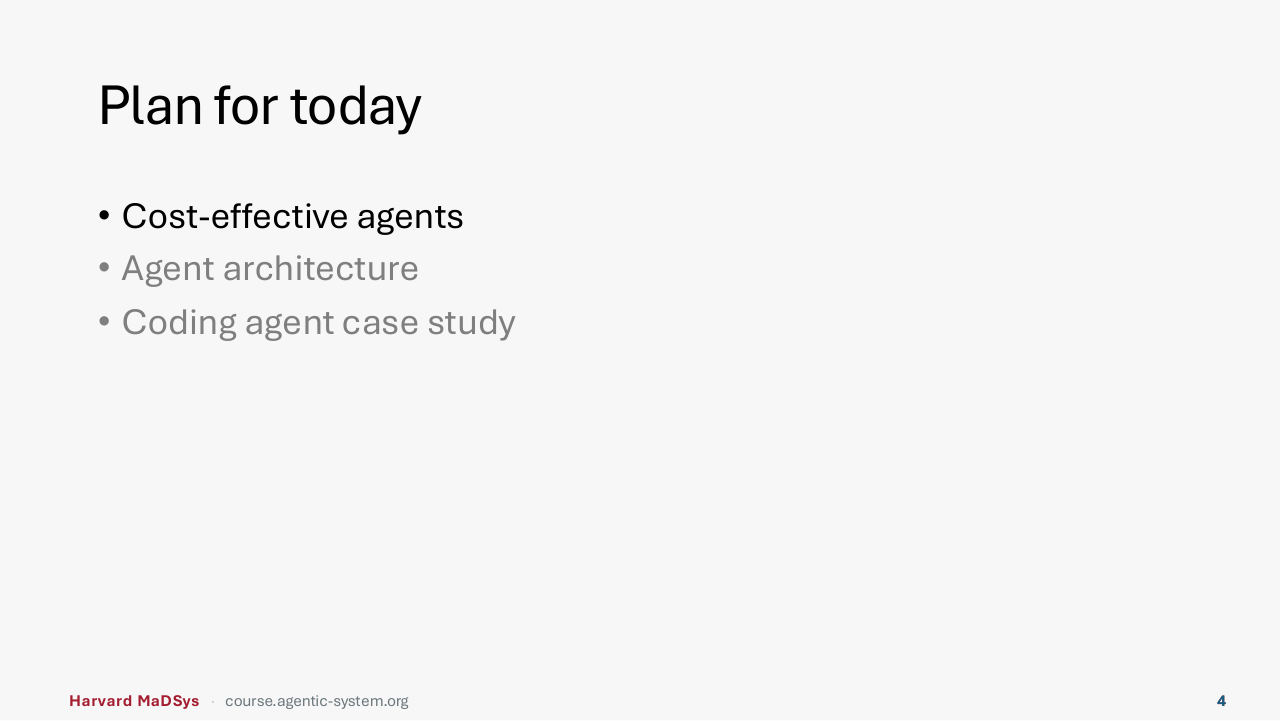 Plan for today
• Cost-effective agents
• Agent architecture
• Coding agent case study
Harvard MaDSys · course.agentic-system.org
4